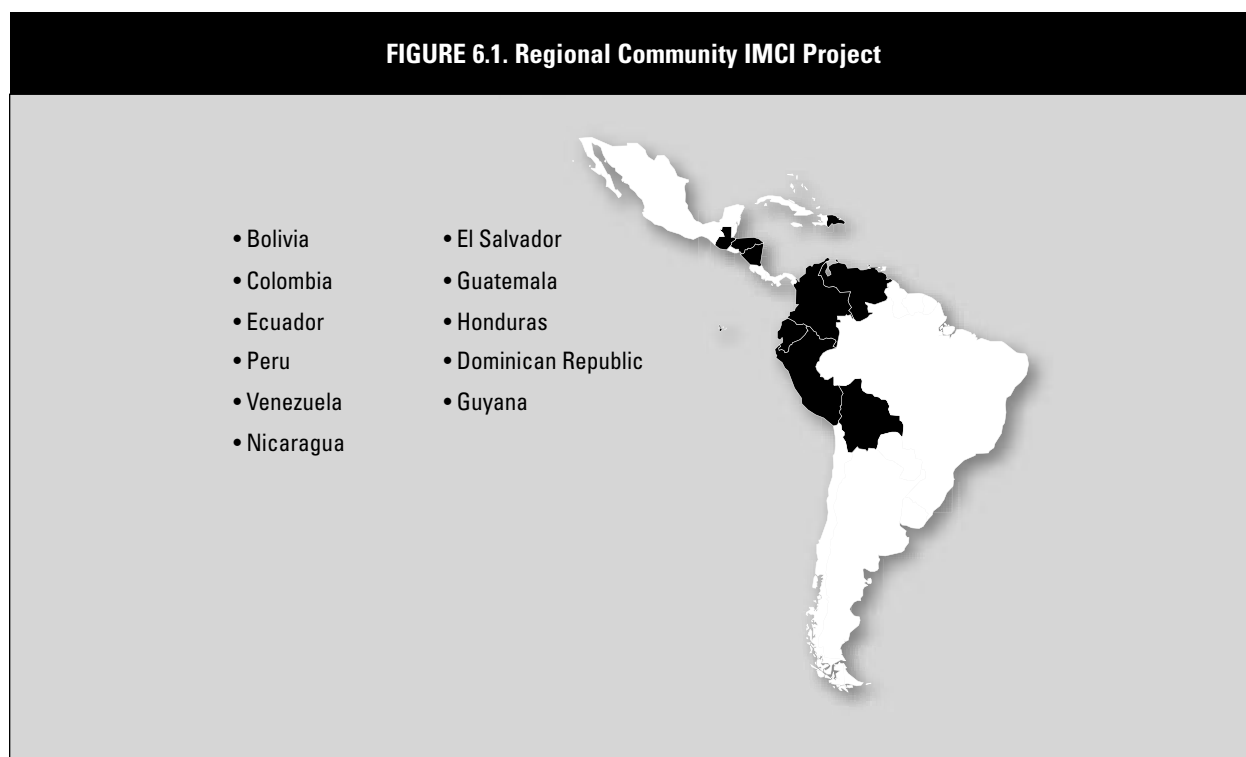 FIGURE 6.1. Regional Community IMCI Project
• Bolivia
• Colombia
• Ecuador
• Peru
• Venezuela
• Nicaragua
• El Salvador
• Guatemala
• Honduras
• Dominican Republic
• Guyana